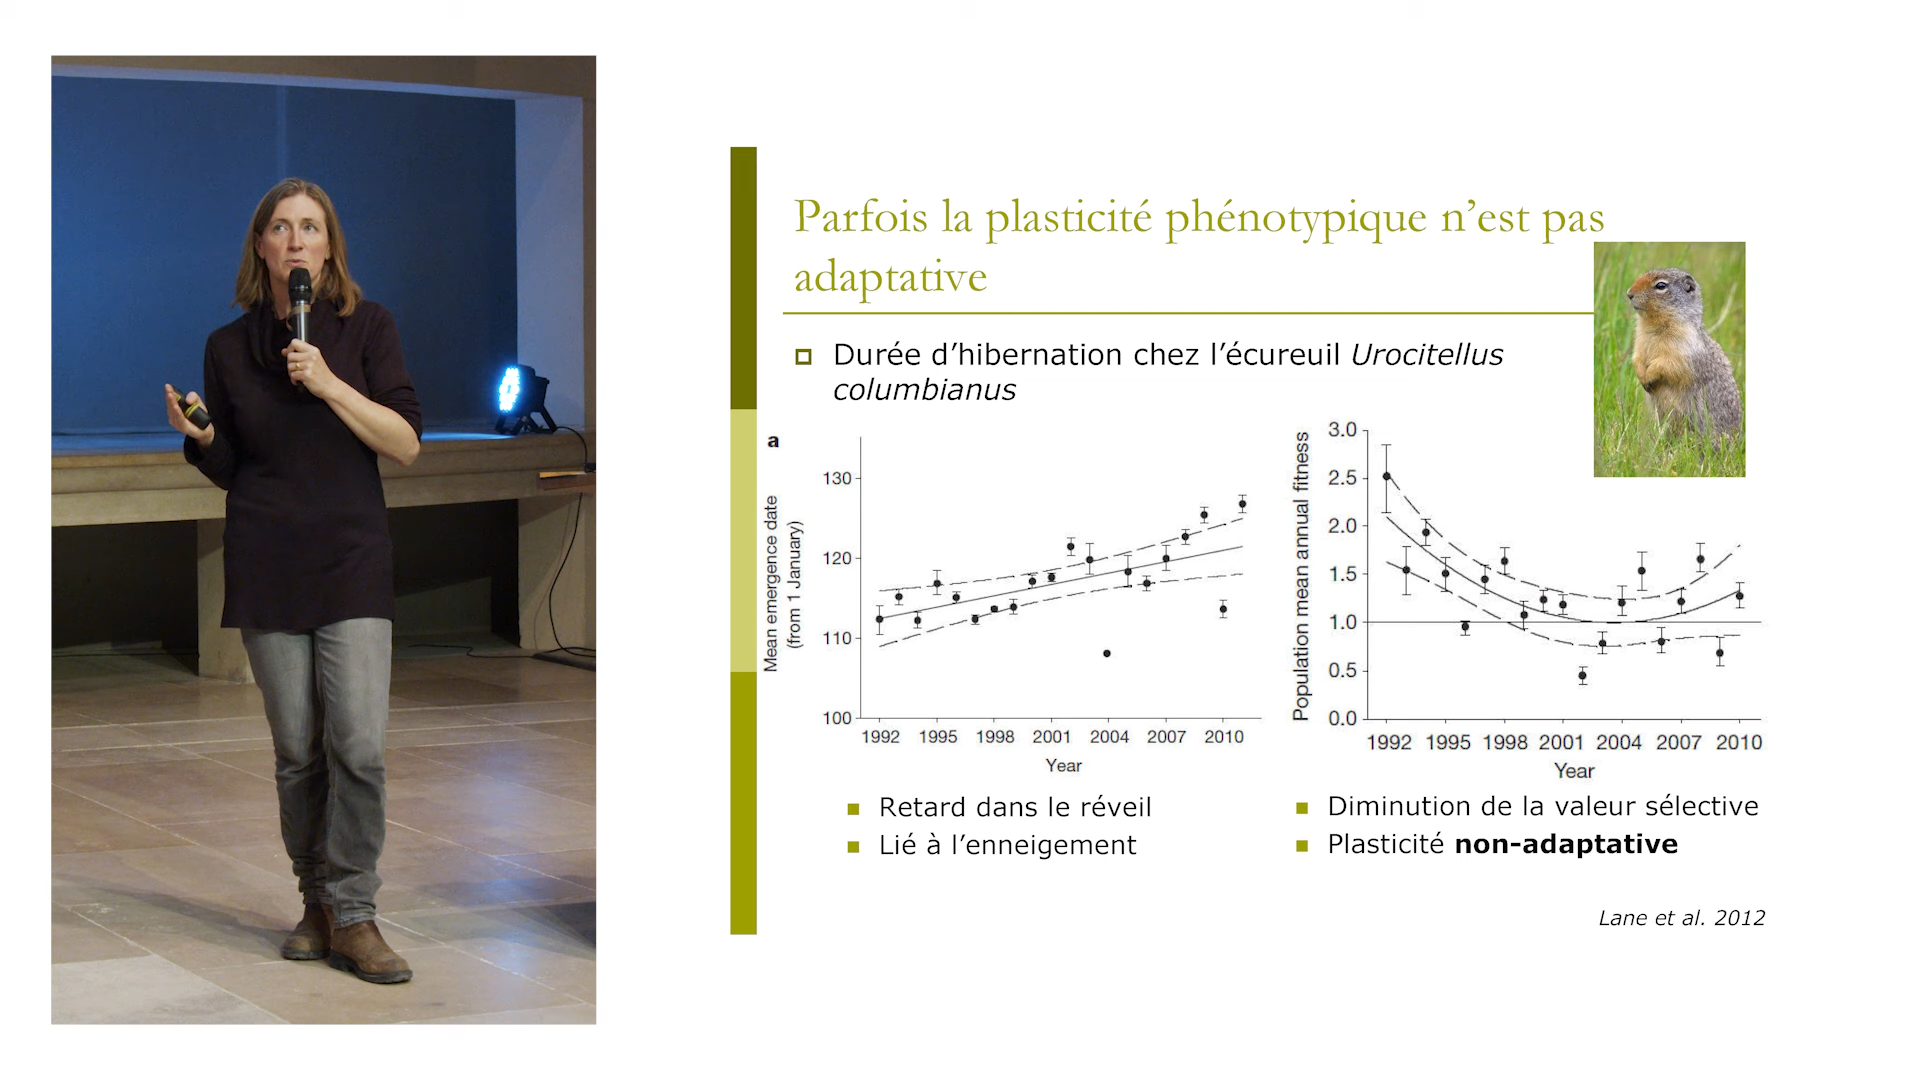 Parfois la plasticité phénotypique n’est pas
adaptative
Durée d’hibernation chez l’écureuil Urocitellus
columbianus
a
Mean emergence date
(from 1 January)
130
120
110
100
1992 1995 1998 2001 2004 2007 2010
Year
Population mean annual fitness
3.0
2.5
2.0
1.5
1.0
0.5
0.0
1992 1995 1998 2001 2004 2007 2010
Year
Retard dans le réveil
Lié à l’enneigement
Diminution de la valeur sélective
Plasticité non-adaptative
Lane et al. 2012